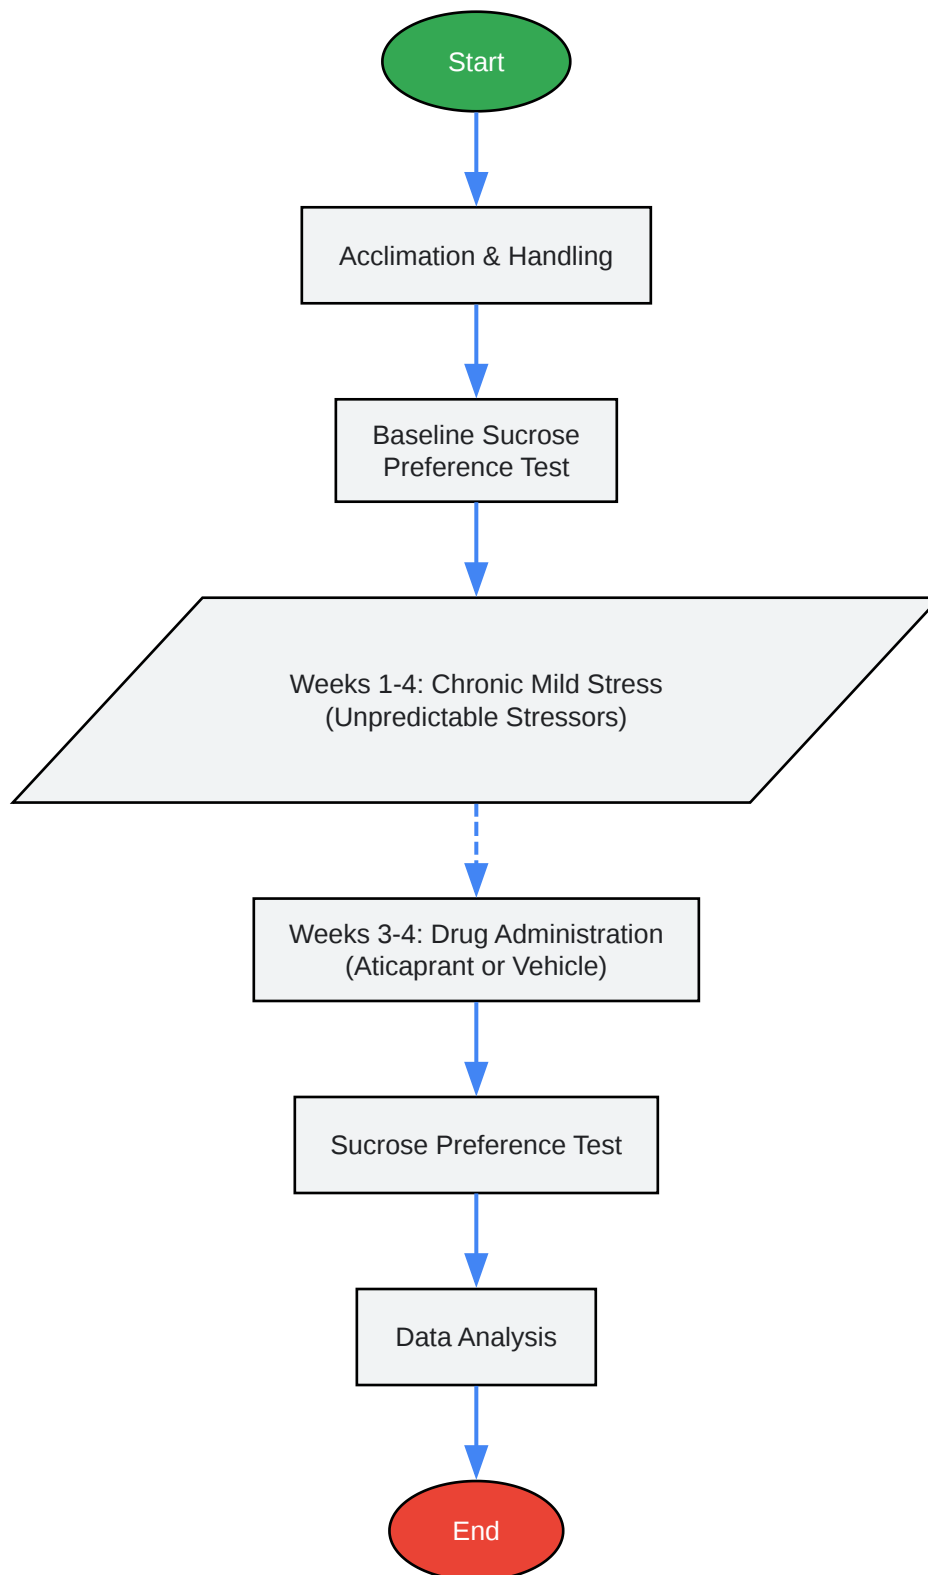 Start
Acclimation & Handling
Baseline Sucrose
Preference Test
Weeks 1-4: Chronic Mild Stress
(Unpredictable Stressors)
Weeks 3-4: Drug Administration
(Aticaprant or Vehicle)
Sucrose Preference Test
Data Analysis
End